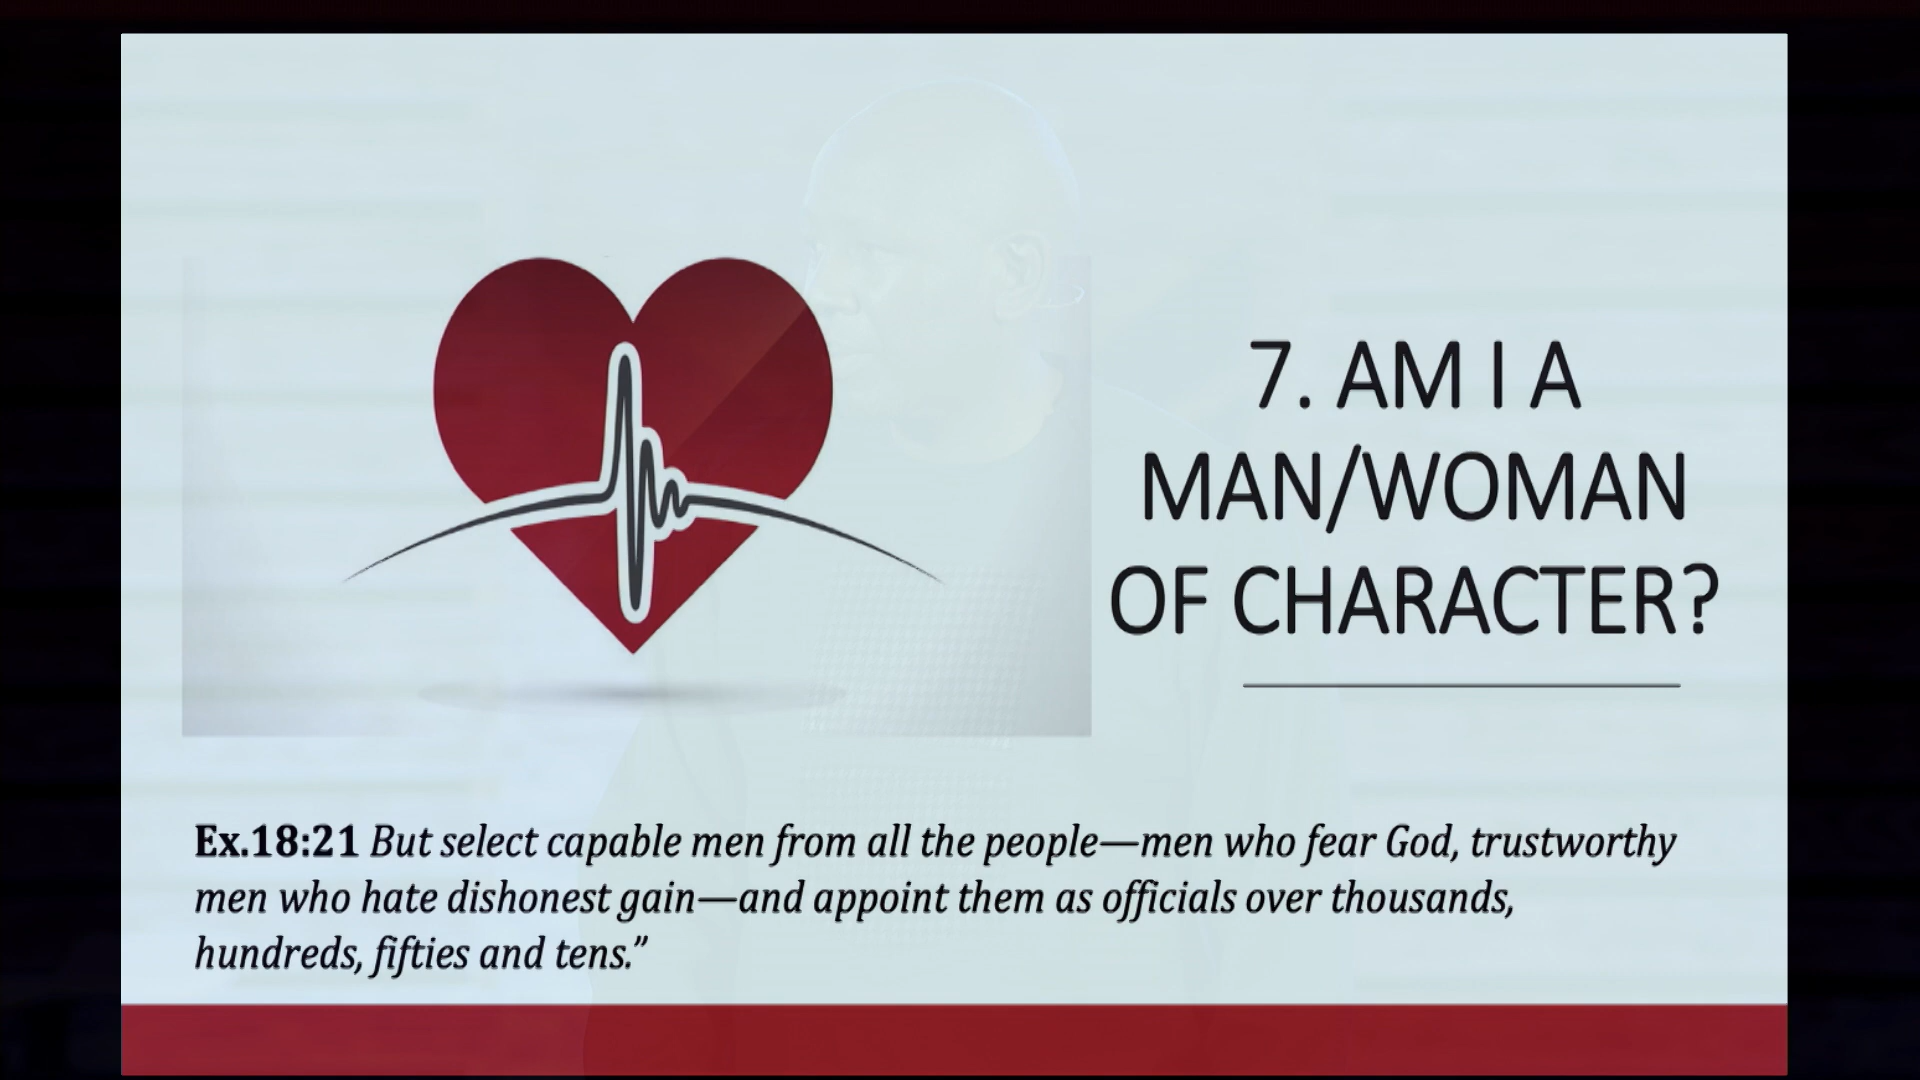 7. AM I A
MAN/WOMAN
OF CHARACTER?
Ex.18:21 But select capable men from all the people—men who fear God, trustworthy
men who hate dishonest gain—and appoint them as officials over thousands,
hundreds, fifties and tens.”